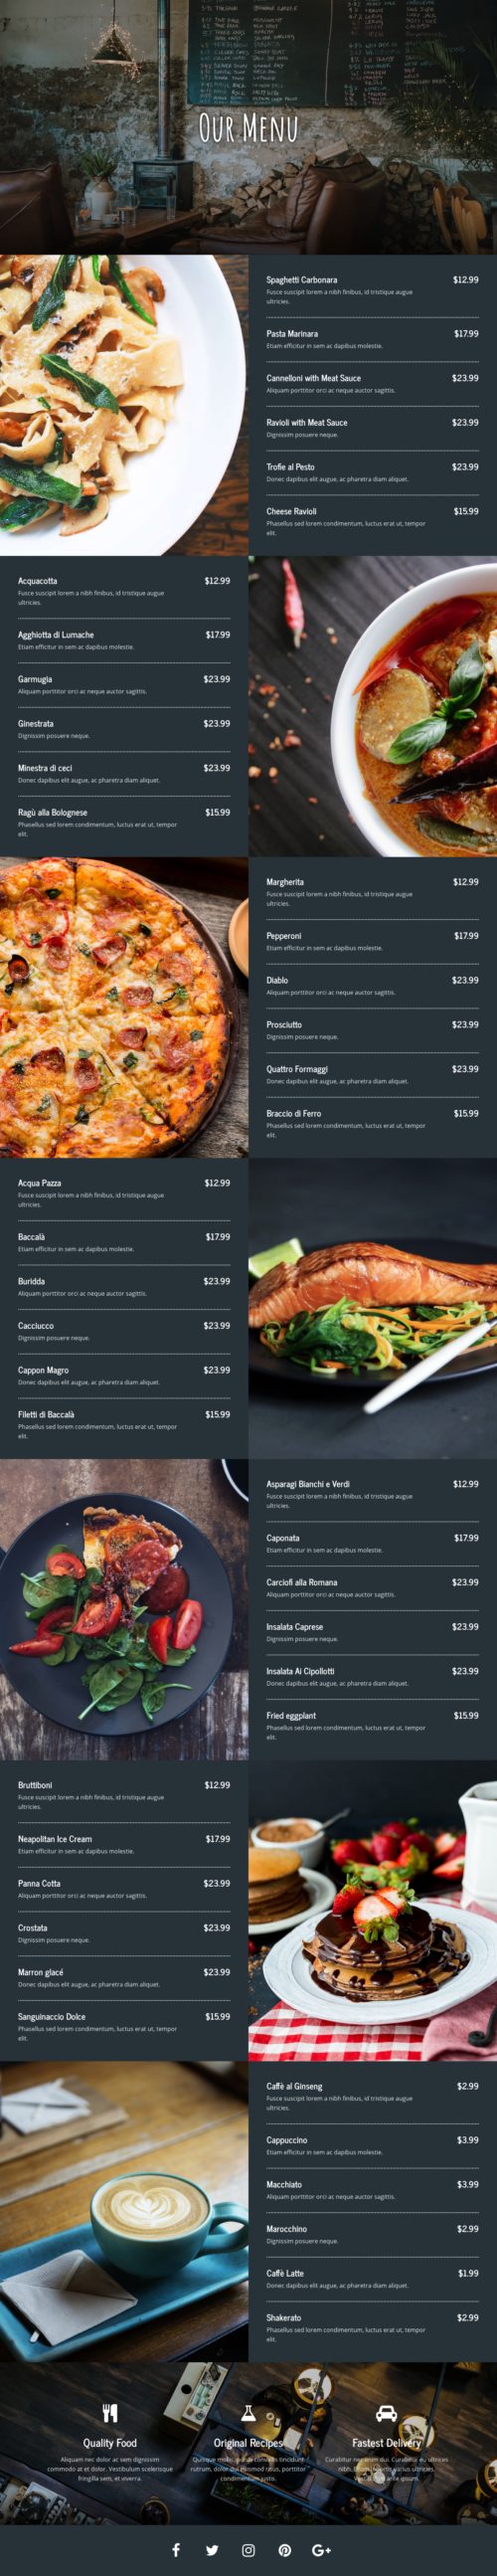 OUR MENU
Spaghetti Carbonara $12.99
Fusce suscipit lorem a nibh finibus, id tristique augue
ultricies.
Pasta Marinara $17.99
Etiam efficitur in sem ac dapibus molestie.
Cannelloni with Meat Sauce $23.99
Aliquam porttitor orci ac neque auctor sagittis.
Ravioli with Meat Sauce $23.99
Dignissim posuere neque.
Trofie al Pesto $23.99
Donec dapibus elit augue, ac pharetra diam aliquet.
Cheese Ravioli $15.99
Phasellus sed lorem condimentum, luctus erat ut, tempor
elit.
Acquacotta $12.99
Fusce suscipit lorem a nibh finibus, id tristique augue
ultricies.
Agghiotta di Lumache $17.99
Etiam efficitur in sem ac dapibus molestie.
Garmugia $23.99
Aliquam porttitor orci ac neque auctor sagittis.
Ginestrata $23.99
Dignissim posuere neque.
Minestra di ceci $23.99
Donec dapibus elit augue, ac pharetra diam aliquet.
Ragù alla Bolognese $15.99
Phasellus sed lorem condimentum, luctus erat ut, tempor
elit.
Margherita $12.99
Fusce suscipit lorem a nibh finibus, id tristique augue
ultricies.
Pepperoni $17.99
Etiam efficitur in sem ac dapibus molestie.
Diablo $23.99
Aliquam porttitor orci ac neque auctor sagittis.
Prosciutto $23.99
Dignissim posuere neque.
Quattro Formaggi $23.99
Donec dapibus elit augue, ac pharetra diam aliquet.
Braccio di Ferro $15.99
Phasellus sed lorem condimentum, luctus erat ut, tempor
elit.
Acqua Pazza $12.99
Fusce suscipit lorem a nibh finibus, id tristique augue
ultricies.
Baccalà $17.99
Etiam efficitur in sem ac dapibus molestie.
Buridda $23.99
Aliquam porttitor orci ac neque auctor sagittis.
Cacciucco $23.99
Dignissim posuere neque.
Cappon Magro $23.99
Donec dapibus elit augue, ac pharetra diam aliquet.
Filetti di Baccalà $15.99
Phasellus sed lorem condimentum, luctus erat ut, tempor
elit.
Asparagi Bianchi e Verdi $12.99
Fusce suscipit lorem a nibh finibus, id tristique augue
ultricies.
Caponata $17.99
Etiam efficitur in sem ac dapibus molestie.
Carciofi alla Romana $23.99
Aliquam porttitor orci ac neque auctor sagittis.
Insalata Caprese $23.99
Dignissim posuere neque.
Insalata Ai Cipollotti $23.99
Donec dapibus elit augue, ac pharetra diam aliquet.
Fried eggplant $15.99
Phasellus sed lorem condimentum, luctus erat ut, tempor
elit.
Bruttiboni $12.99
Fusce suscipit lorem a nibh finibus, id tristique augue
ultricies.
Neapolitan Ice Cream $17.99
Etiam efficitur in sem ac dapibus molestie.
Panna Cotta $23.99
Aliquam porttitor orci ac neque auctor sagittis.
Crostata $23.99
Dignissim posuere neque.
Marron glacé $23.99
Donec dapibus elit augue, ac pharetra diam aliquet.
Sanguinaccio Dolce $15.99
Phasellus sed lorem condimentum, luctus erat ut, tempor
elit.
Caffè al Ginseng $2.99
Fusce suscipit lorem a nibh finibus, id tristique augue
ultricies.
Cappuccino $3.99
Etiam efficitur in sem ac dapibus molestie.
Macchiato $3.99
Aliquam porttitor orci ac neque auctor sagittis.
Marocchino $2.99
Dignissim posuere neque.
Caffè Latte $1.99
Donec dapibus elit augue, ac pharetra diam aliquet.
Shakerato $2.99
Phasellus sed lorem condimentum, luctus erat ut, tempor
elit.
Quality Food
Aliquam nec dolor ac sem dignissim
commodo at et dolor. Vestibulum scelerisque
fringilla sem, et viverra.
Original Recipes
Quisque mollis convallis tincidunt
rutrum, dolor dui euismod risus, porttitor
condimentum justo.
Fastest Delivery
Curabitur nec enim dui. Curabitur eu ultrices